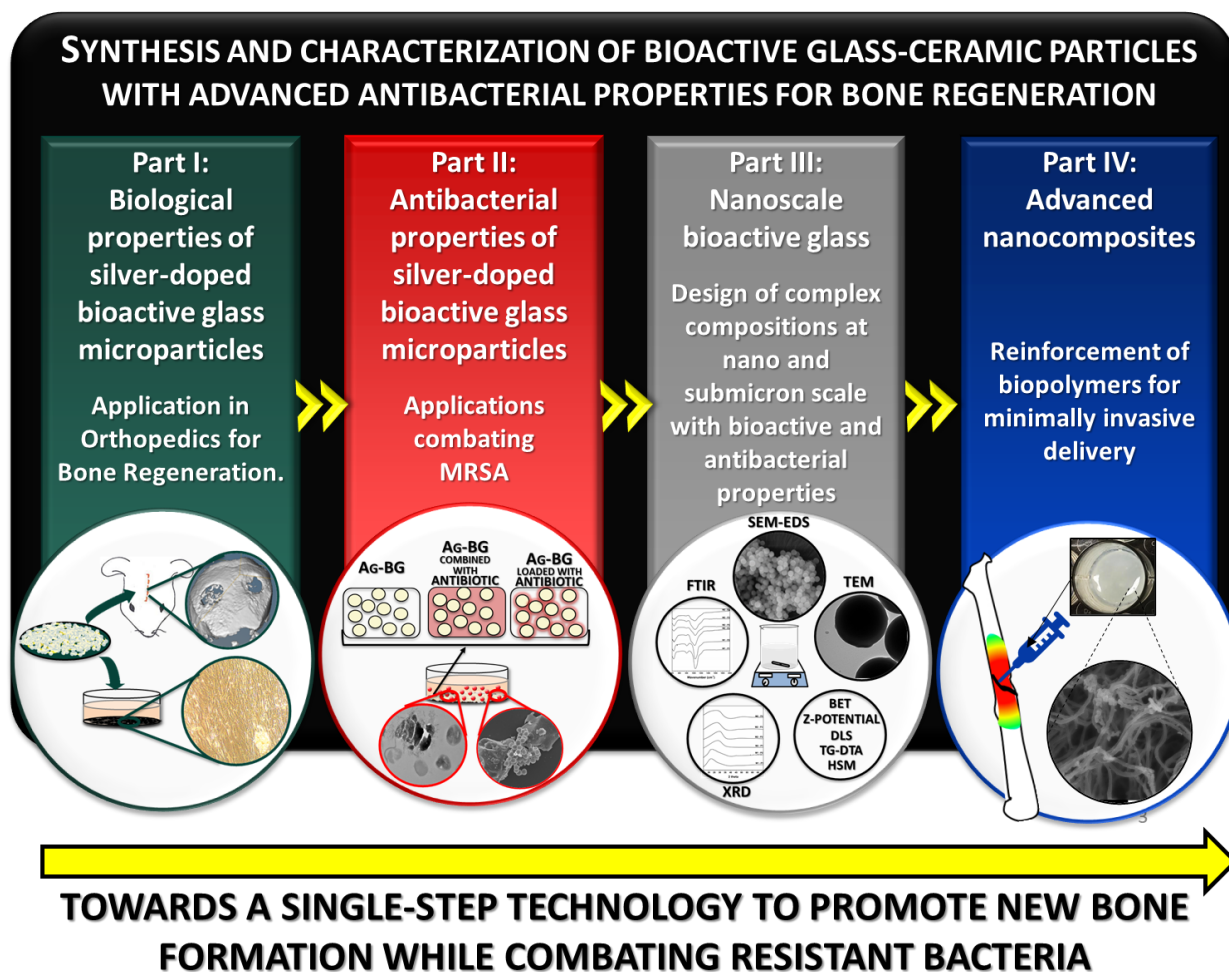 SYNTHESIS AND CHARACTERIZATION OF BIOACTIVE GLASS-CERAMIC PARTICLES
WITH ADVANCED ANTIBACTERIAL PROPERTIES FOR BONE REGENERATION
Part I:
Biological
properties of
silver-doped
bioactive glass
microparticles
Application in
Orthopedics for
Bone Regeneration.
Part II:
Antibacterial
properties of
silver-doped
bioactive glass
microparticles
Applications
combating
MRSA
AG-BG
AG-BG
COMBINED
WITH
ANTIBIOTIC
AG-BG
LOADED WITH
ANTIBIOTIC
Part III:
Nanoscale
bioactive glass
Design of complex
compositions at
nano and
submicron scale
with bioactive and
antibacterial
properties
SEM-EDS
FTIR
TEM
BET
Z-POTENTIAL
DLS
TG-DTA
HSM
XRD
Part IV:
Advanced
nanocomposites
Reinforcement of
biopolymers for
minimally invasive
delivery
3
TOWARDS A SINGLE-STEP TECHNOLOGY TO PROMOTE NEW BONE
FORMATION WHILE COMBATING RESISTANT BACTERIA